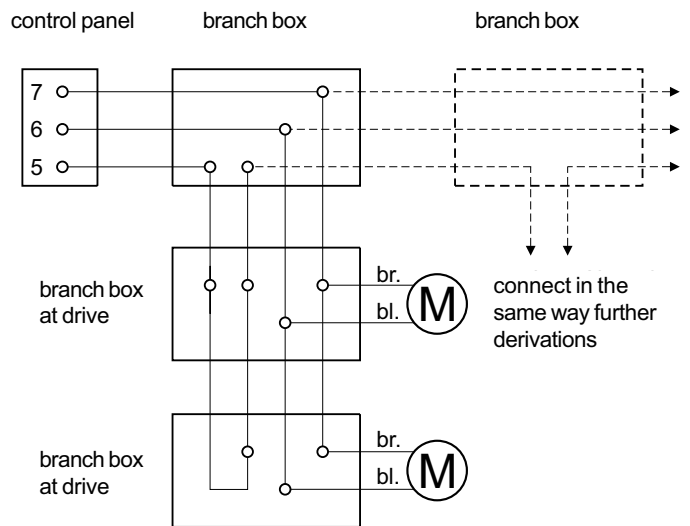 control panel
branch box
branch box
7
6
5
branch box
at drive
br.
bl.
M
connect in the
same way further
derivations
branch box
at drive
br.
bl.
M